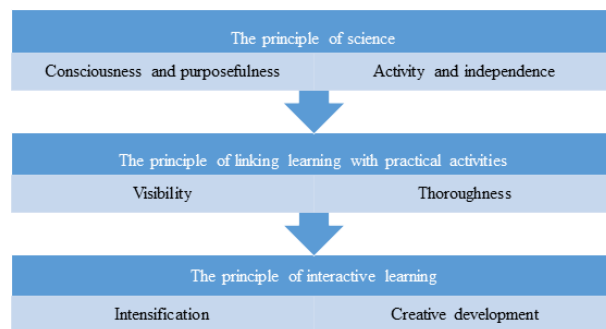 The principle of science
Consciousness and purposefulness
Activity and independence
The principle of linking learning with practical activities
Visibility
Thoroughness
The principle of interactive learning
Intensification
Creative development